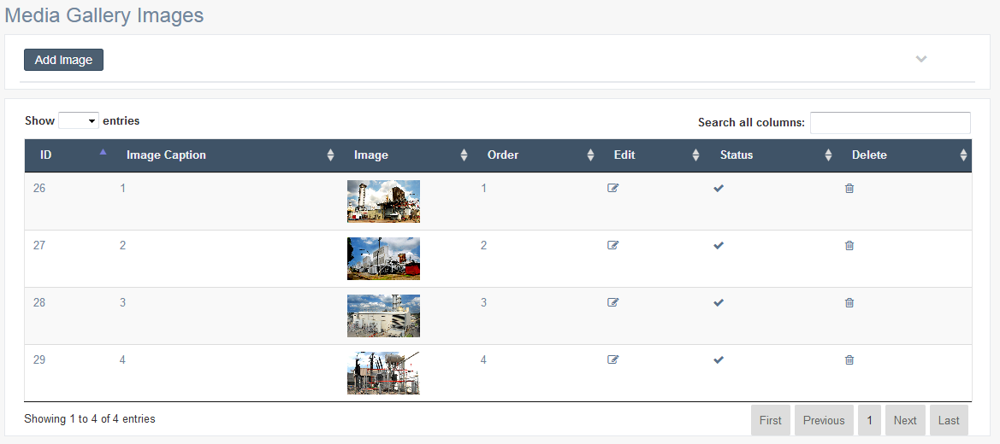 Media Gallery Images
Add Image
Show entries
Search all columns:
ID Image Caption Image Order Edit Status Delete
26 1 1
27 2 2
28 3 3
29 4 4
Showing 1 to 4 of 4 entries
First Previous 1 Next Last